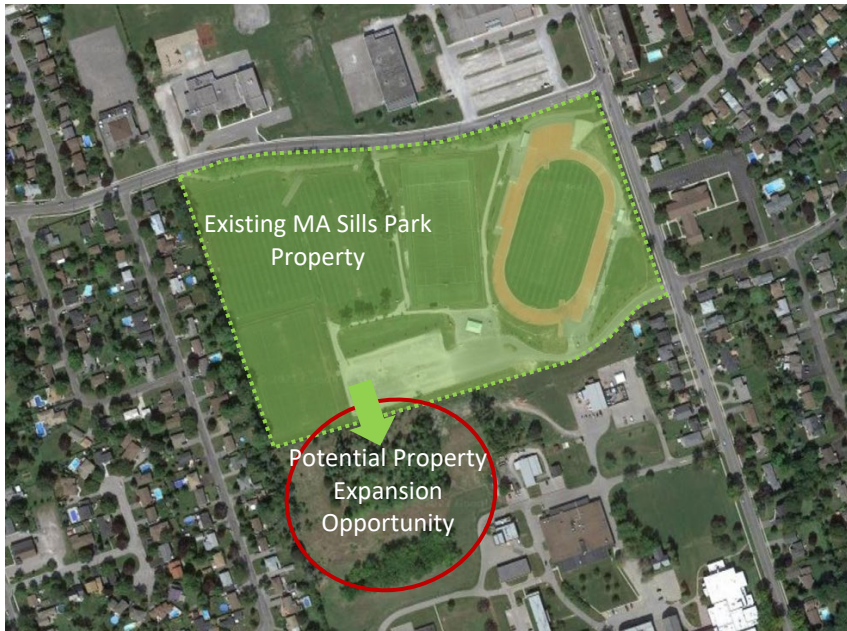 Existing MA Sills Park
Property
Potential Property
Expansion
Opportunity